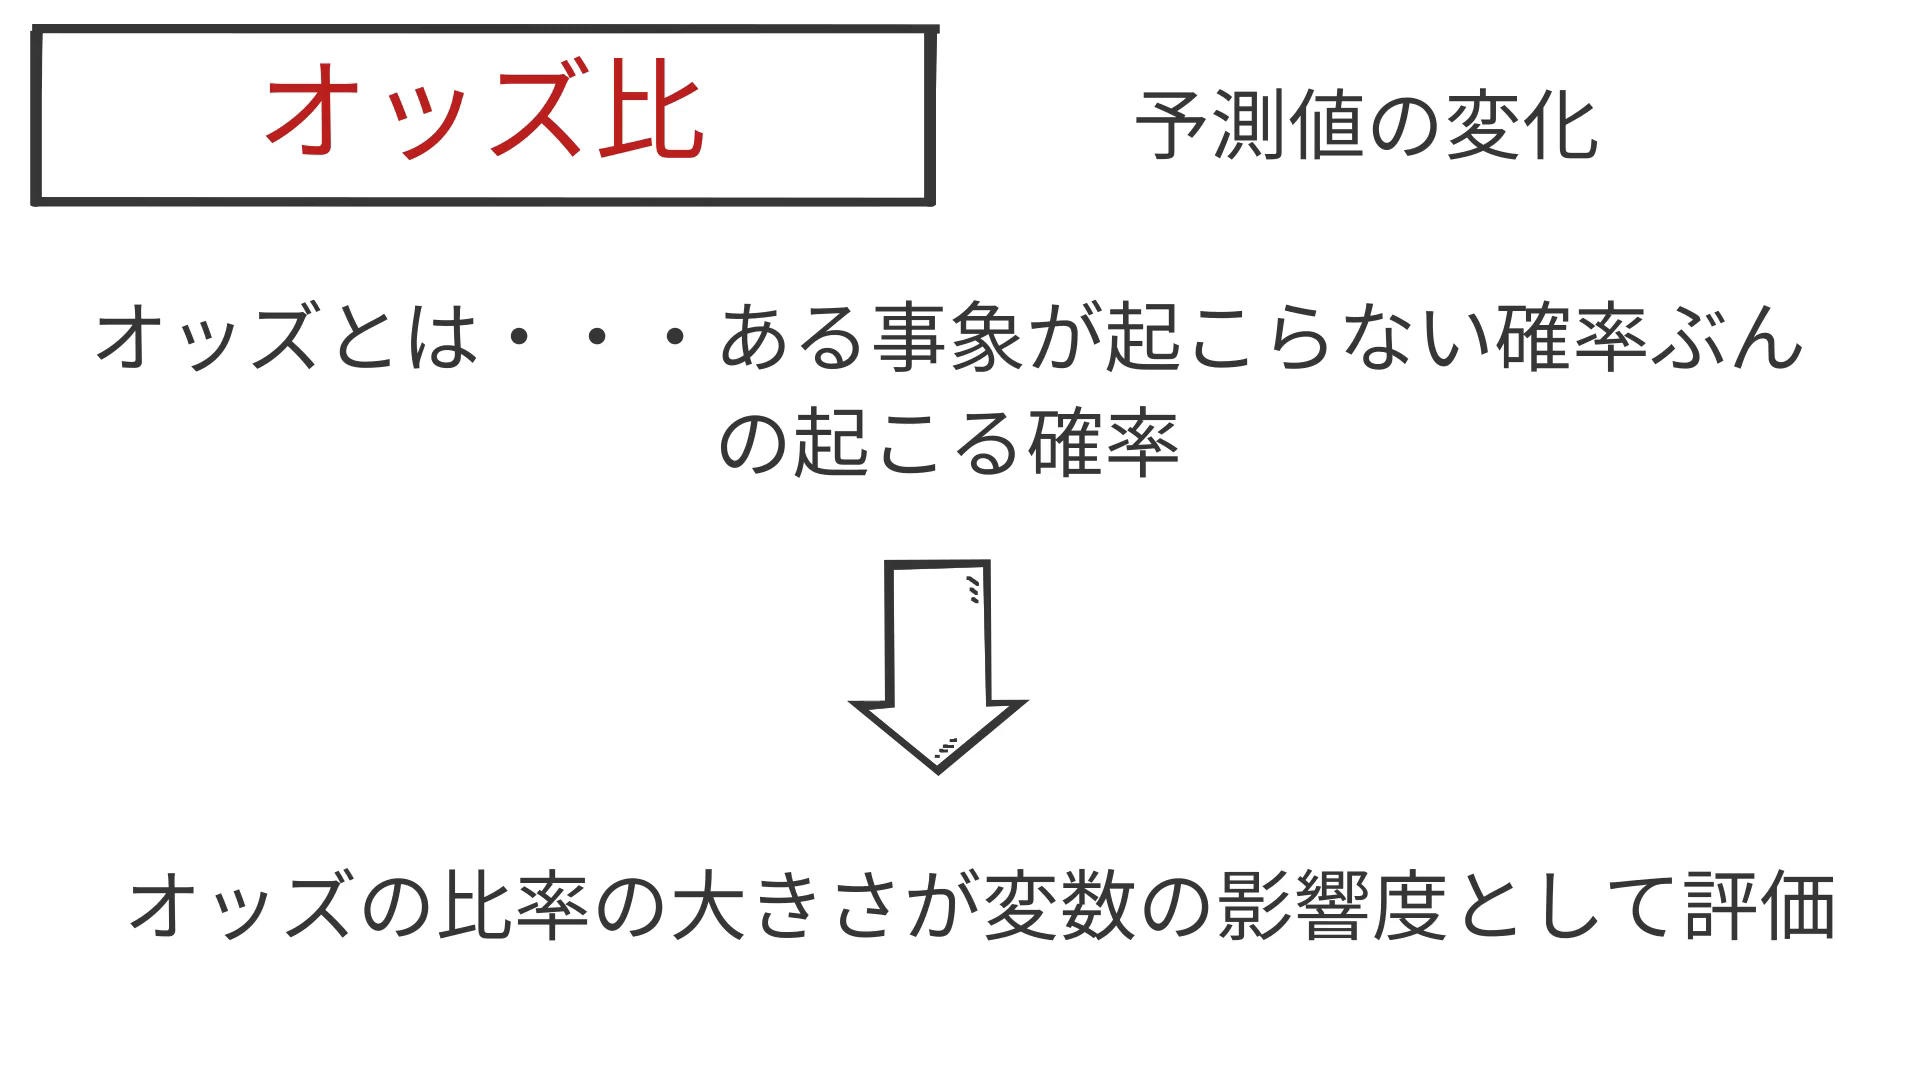 オッズ比
予測値の変化
オッズとは・・・ある事象が起こらない確率ぶん
の起こる確率
オッズの比率の大きさが変数の影響度として評価